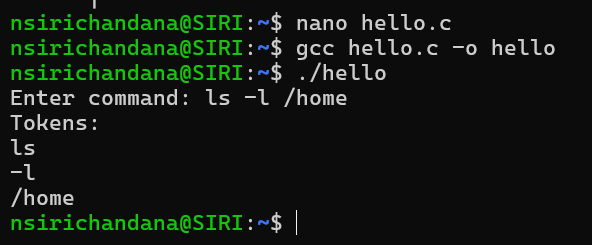 nsirichandana@SIRI:~$ nano hello.c
nsirichandana@SIRI:~$ gcc hello.c -o hello
nsirichandana@SIRI:~$ ./hello
Enter command: ls -l /home
Tokens:
ls
-l
/home
nsirichandana@SIRI:~$